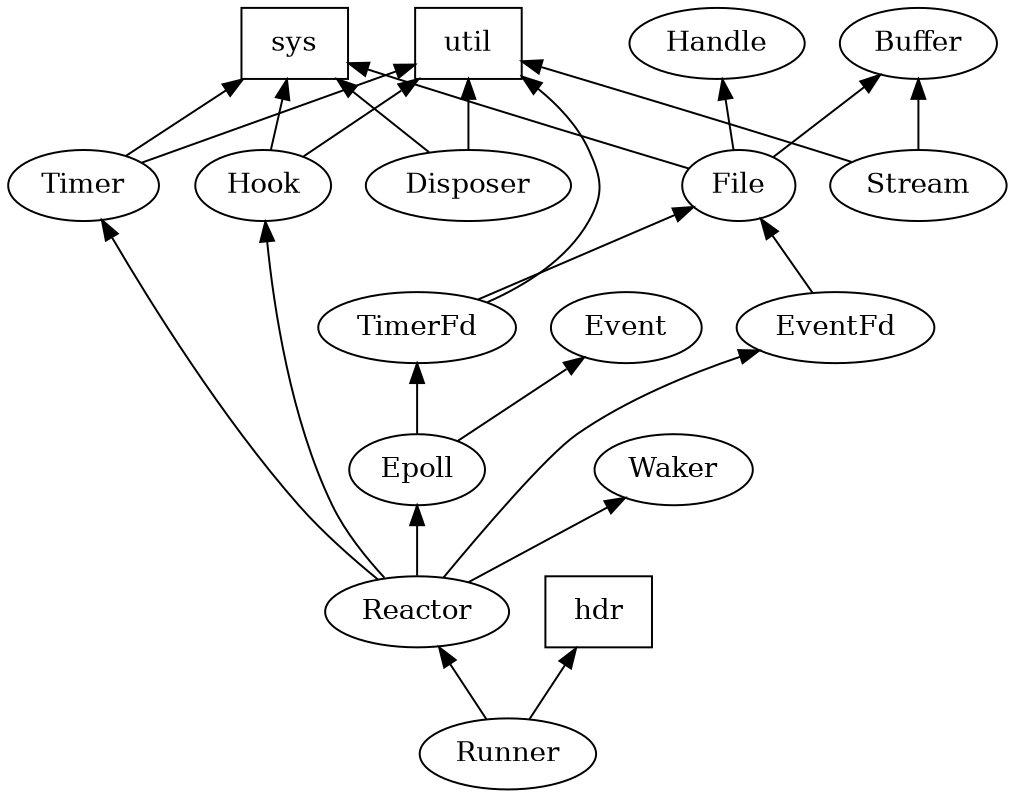 sys
util
Handle
Buffer
Timer
Hook
Disposer
File
Stream
TimerFd
Event
EventFd
Epoll
Waker
Reactor
hdr
Runner